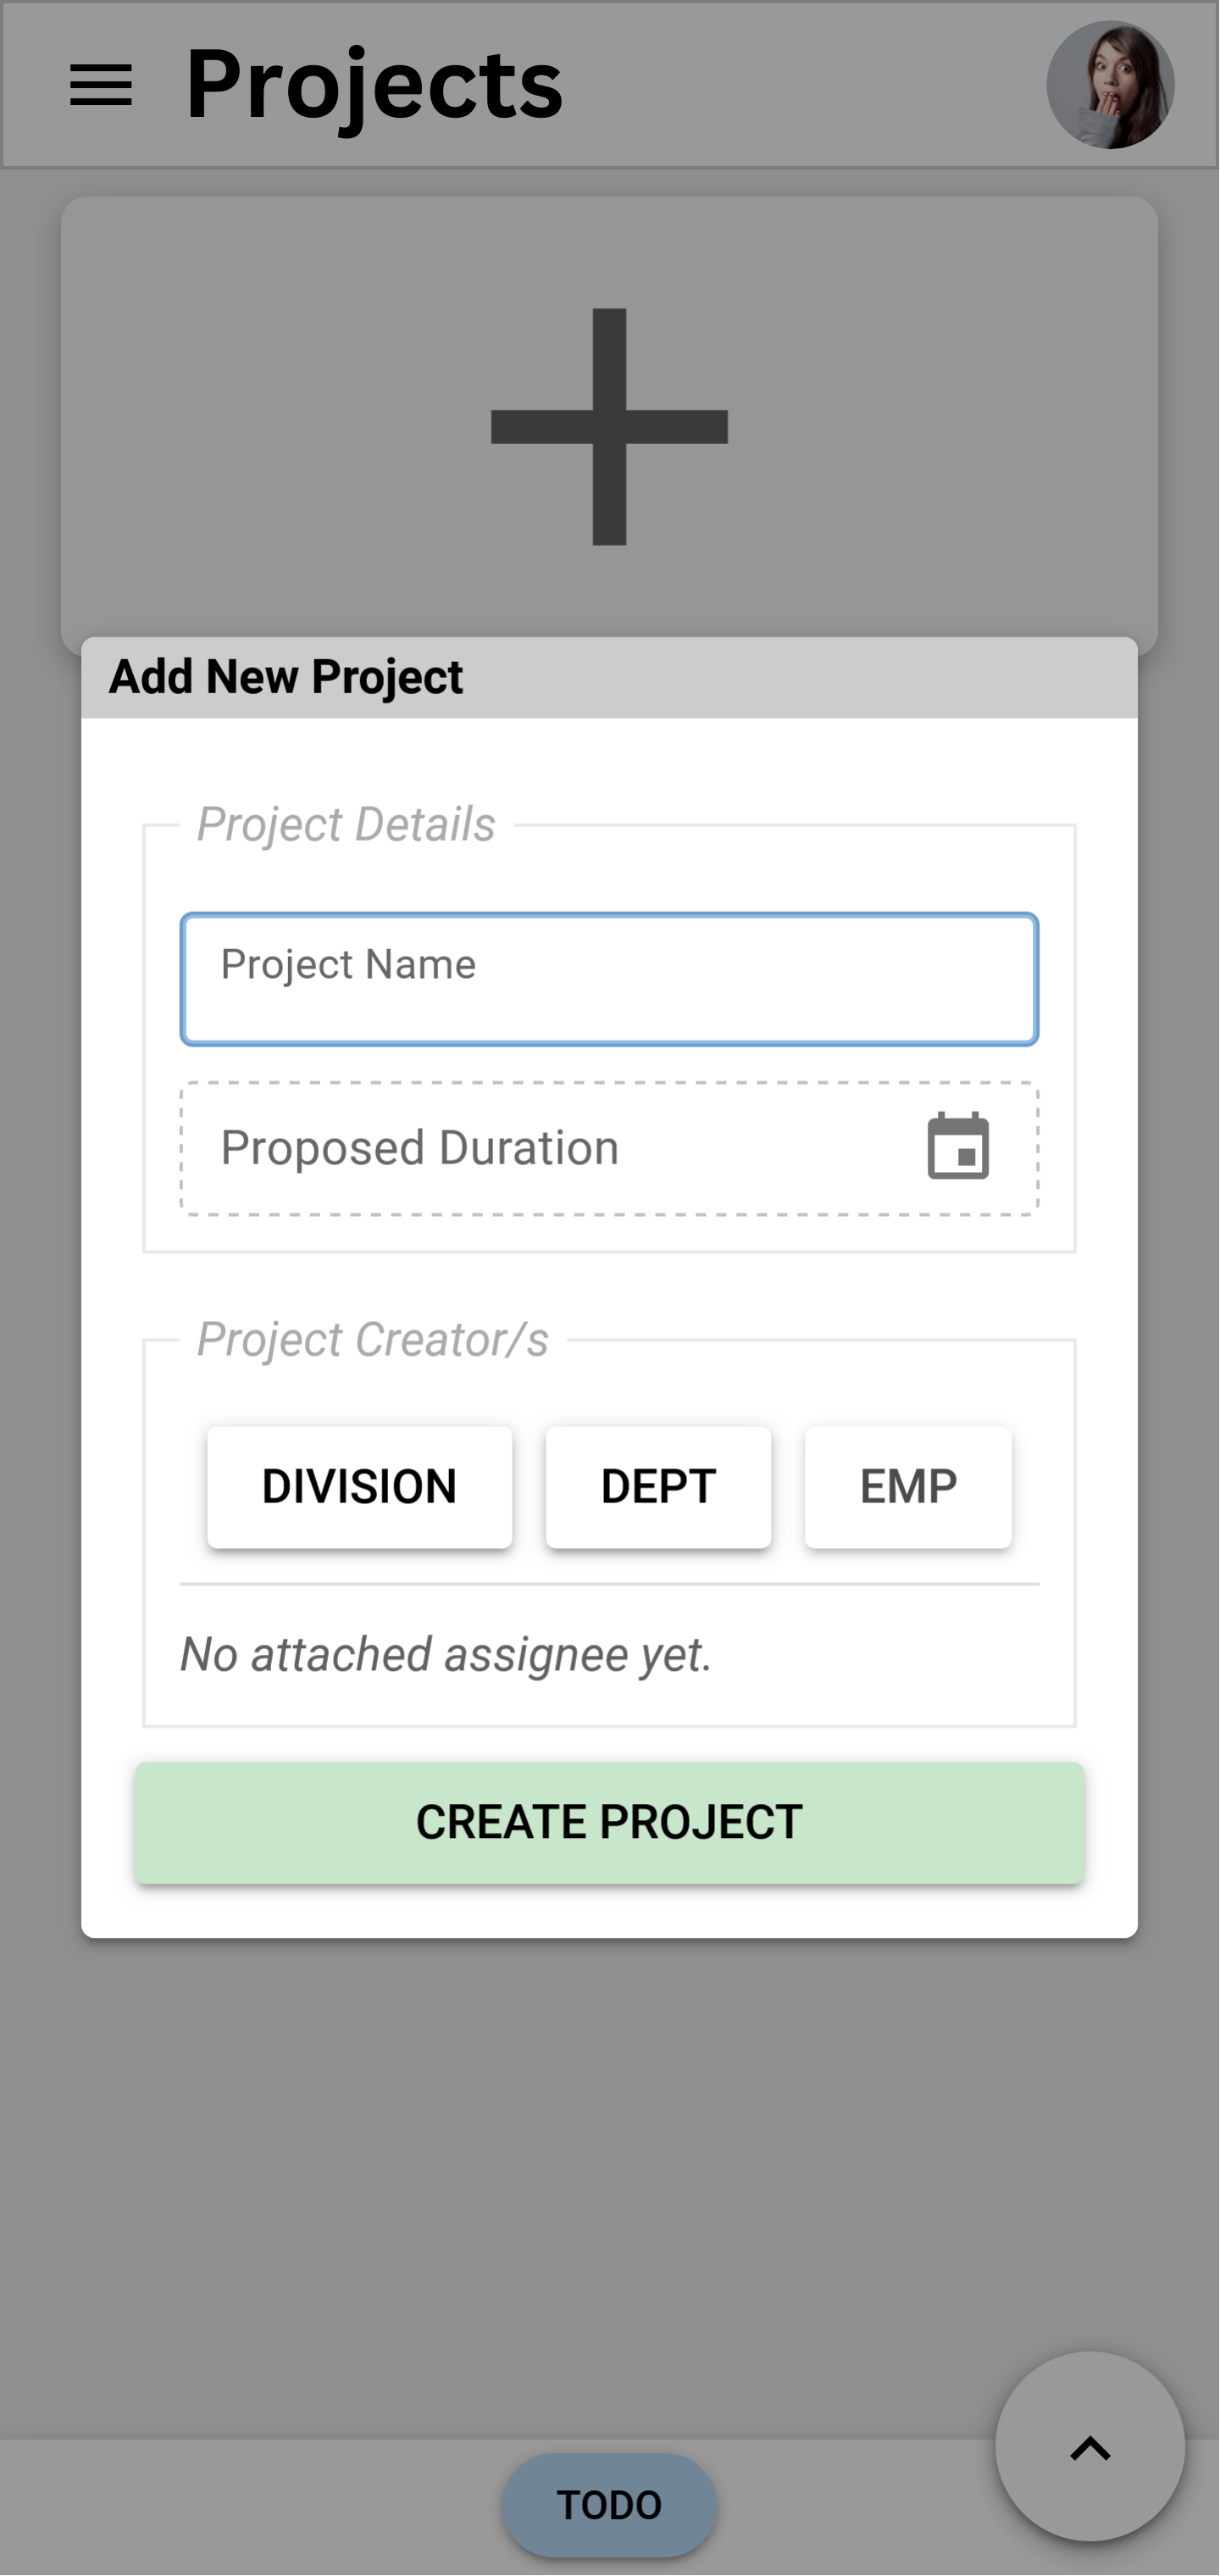 Projects
Add New Project
Project Details
Project Name
Proposed Duration
Project Creator/s
DIVISION DEPT EMP
No attached assignee yet.
CREATE PROJECT
TODO